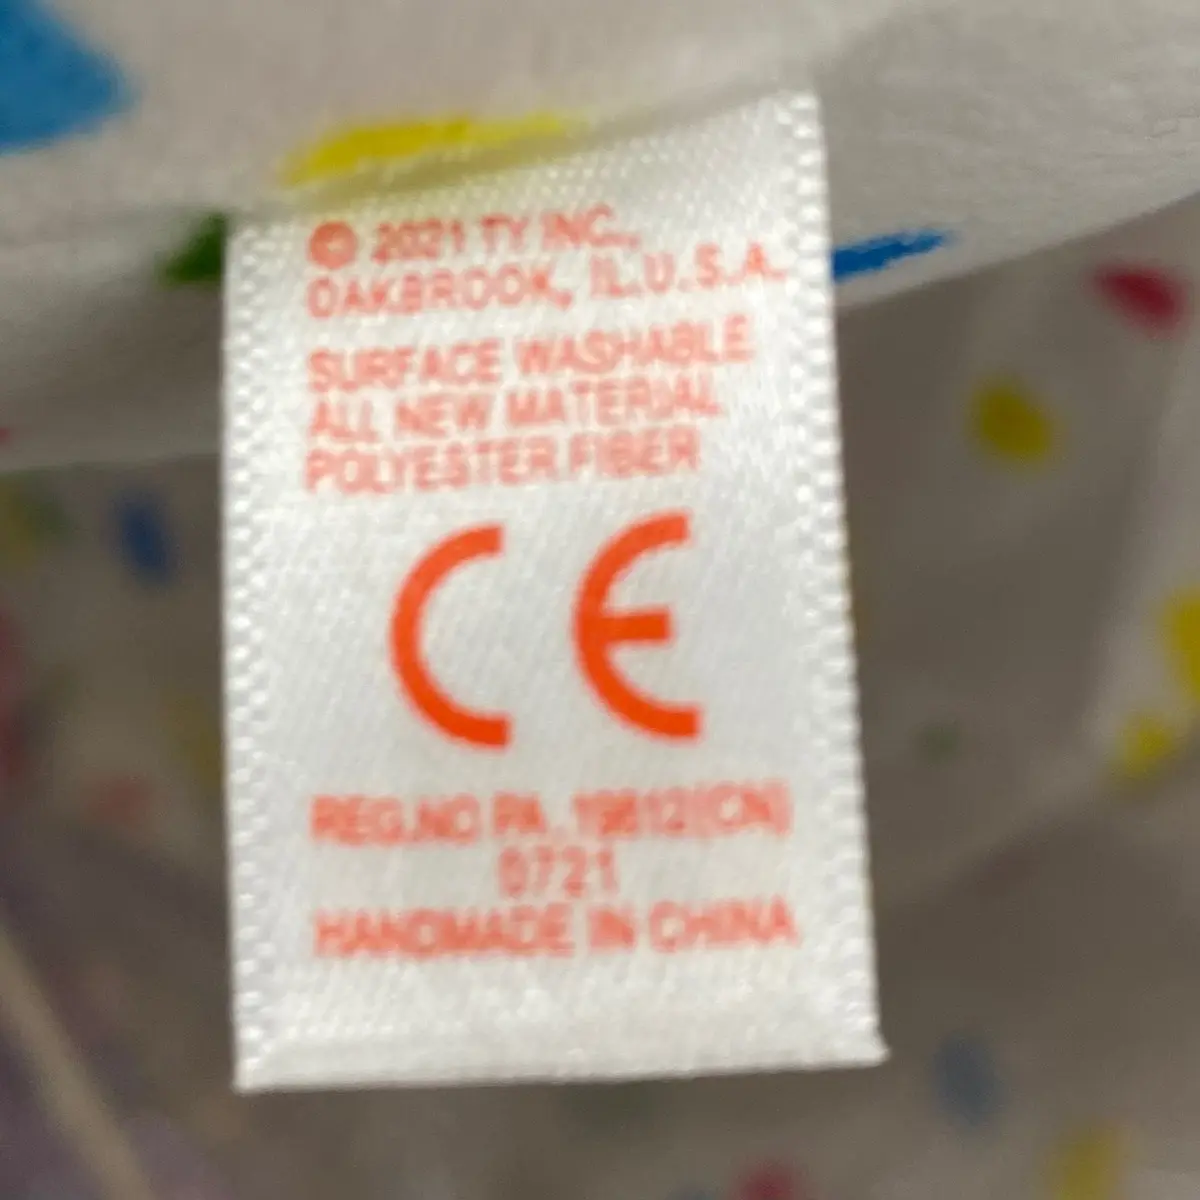 © 2021 TY INC.,
OAKBROOK, IL.U.S.A.
SURFACE WASHABLE
ALL NEW MATERIAL
POLYESTER FIBER
CE
REG.NO PA. 19612(CN)
0721
HANDMADE IN CHINA